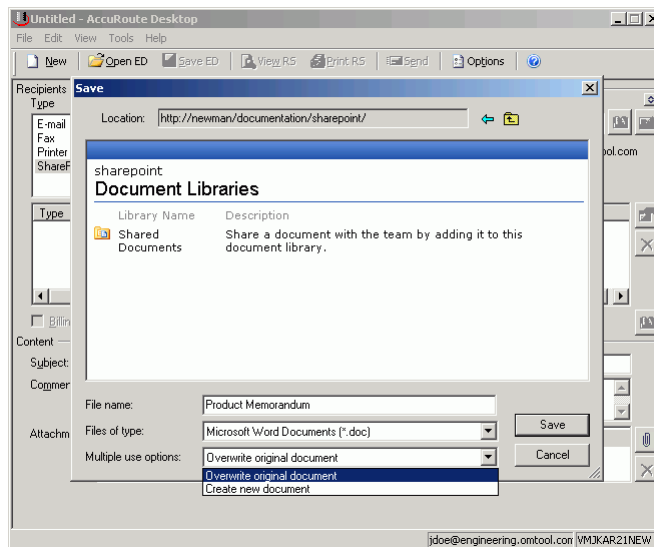 Untitled - AccuRoute Desktop
File Edit View Tools Help
New Open ED Save ED View RS Print RS Send Options
Recipients
Type
Save
Location: http://newman/documentation/sharepoint/
E-mail
Fax
Printer
ShareP
ool.com
sharepoint
Document Libraries
Library Name Description
Shared Documents Share a document with the team by adding it to this
document library.
Type
Billin
Content
Subject:
Commen
File name: Product Memorandum
Files of type: Microsoft Word Documents (*.doc)
Save
Attachm
Multiple use options: Overwrite original document
Cancel
Overwrite original document
Create new document
jdoe@engineering.omtool.com VMJKAR21NEW